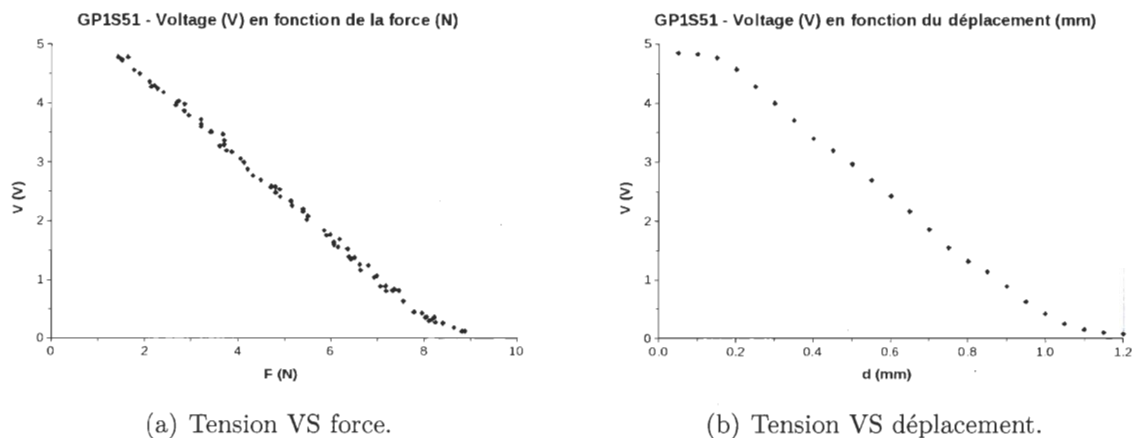 GP1S51 - Voltage (V) en fonction de la force (N)
5
4
3
2
1
0
V (V)
0 2 4 6 8 10
F (N)
(a) Tension VS force.
GP1S51 - Voltage (V) en fonction du déplacement (mm)
5
4
3
2
1
0
V (V)
0.0 0.2 0.4 0.6 0.8 1.0 1.2
d (mm)
(b) Tension VS déplacement.